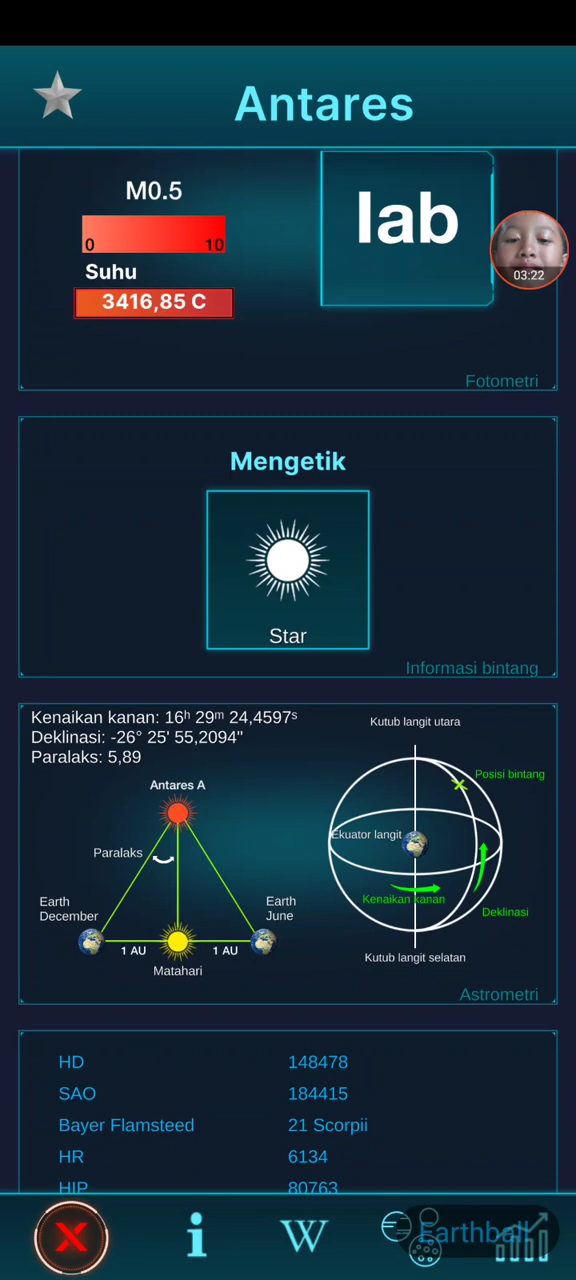 Antares
M0.5
lab
0 10
03:22
Suhu
3416,85 C
Fotometri
Mengetik
Star
Informasi bintang
Kenaikan kanan: 16h 29m 24,4597s
Deklinasi: -26° 25' 55,2094"
Paralaks: 5,89
Kutub langit utara
Antares A
Posisi bintang
Ekuator langit
Paralaks
Kenaikan kanan
Earth December
Earth June
Deklinasi
1 AU
1 AU
Matahari
Kutub langit selatan
Astrometri
HD 148478
SAO 184415
Bayer Flamsteed 21 Scorpii
HR 6134
HIP 80763
X
i
W
Earthball